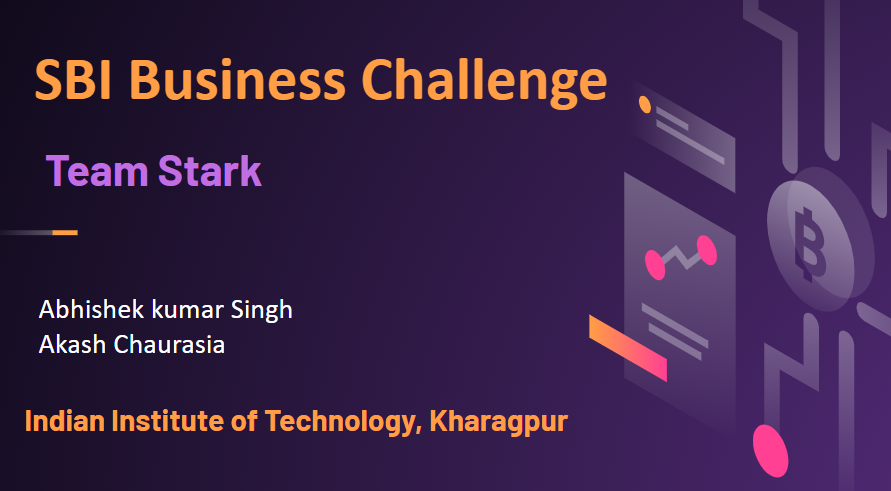 SBI Business Challenge
Team Stark
Abhishek kumar Singh
Akash Chaurasia
Indian Institute of Technology, Kharagpur